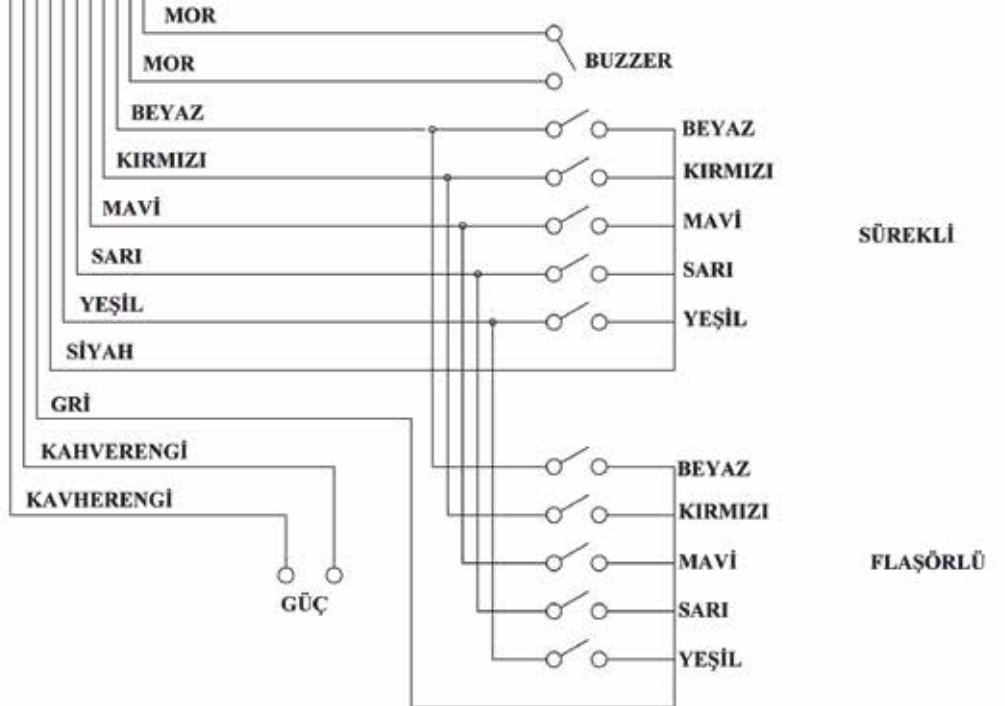 MOR
BUZZER
MOR
BEYAZ
BEYAZ
KIRMIZI
KIRMIZI
MAVİ
MAVİ
SÜREKLİ
SARI
SARI
YEŞİL
YEŞİL
SİYAH
GRİ
KAHVERENGİ
KAVHERENGİ
GÜÇ
BEYAZ
KIRMIZI
MAVİ
FLAŞÖRLÜ
SARI
YEŞİL